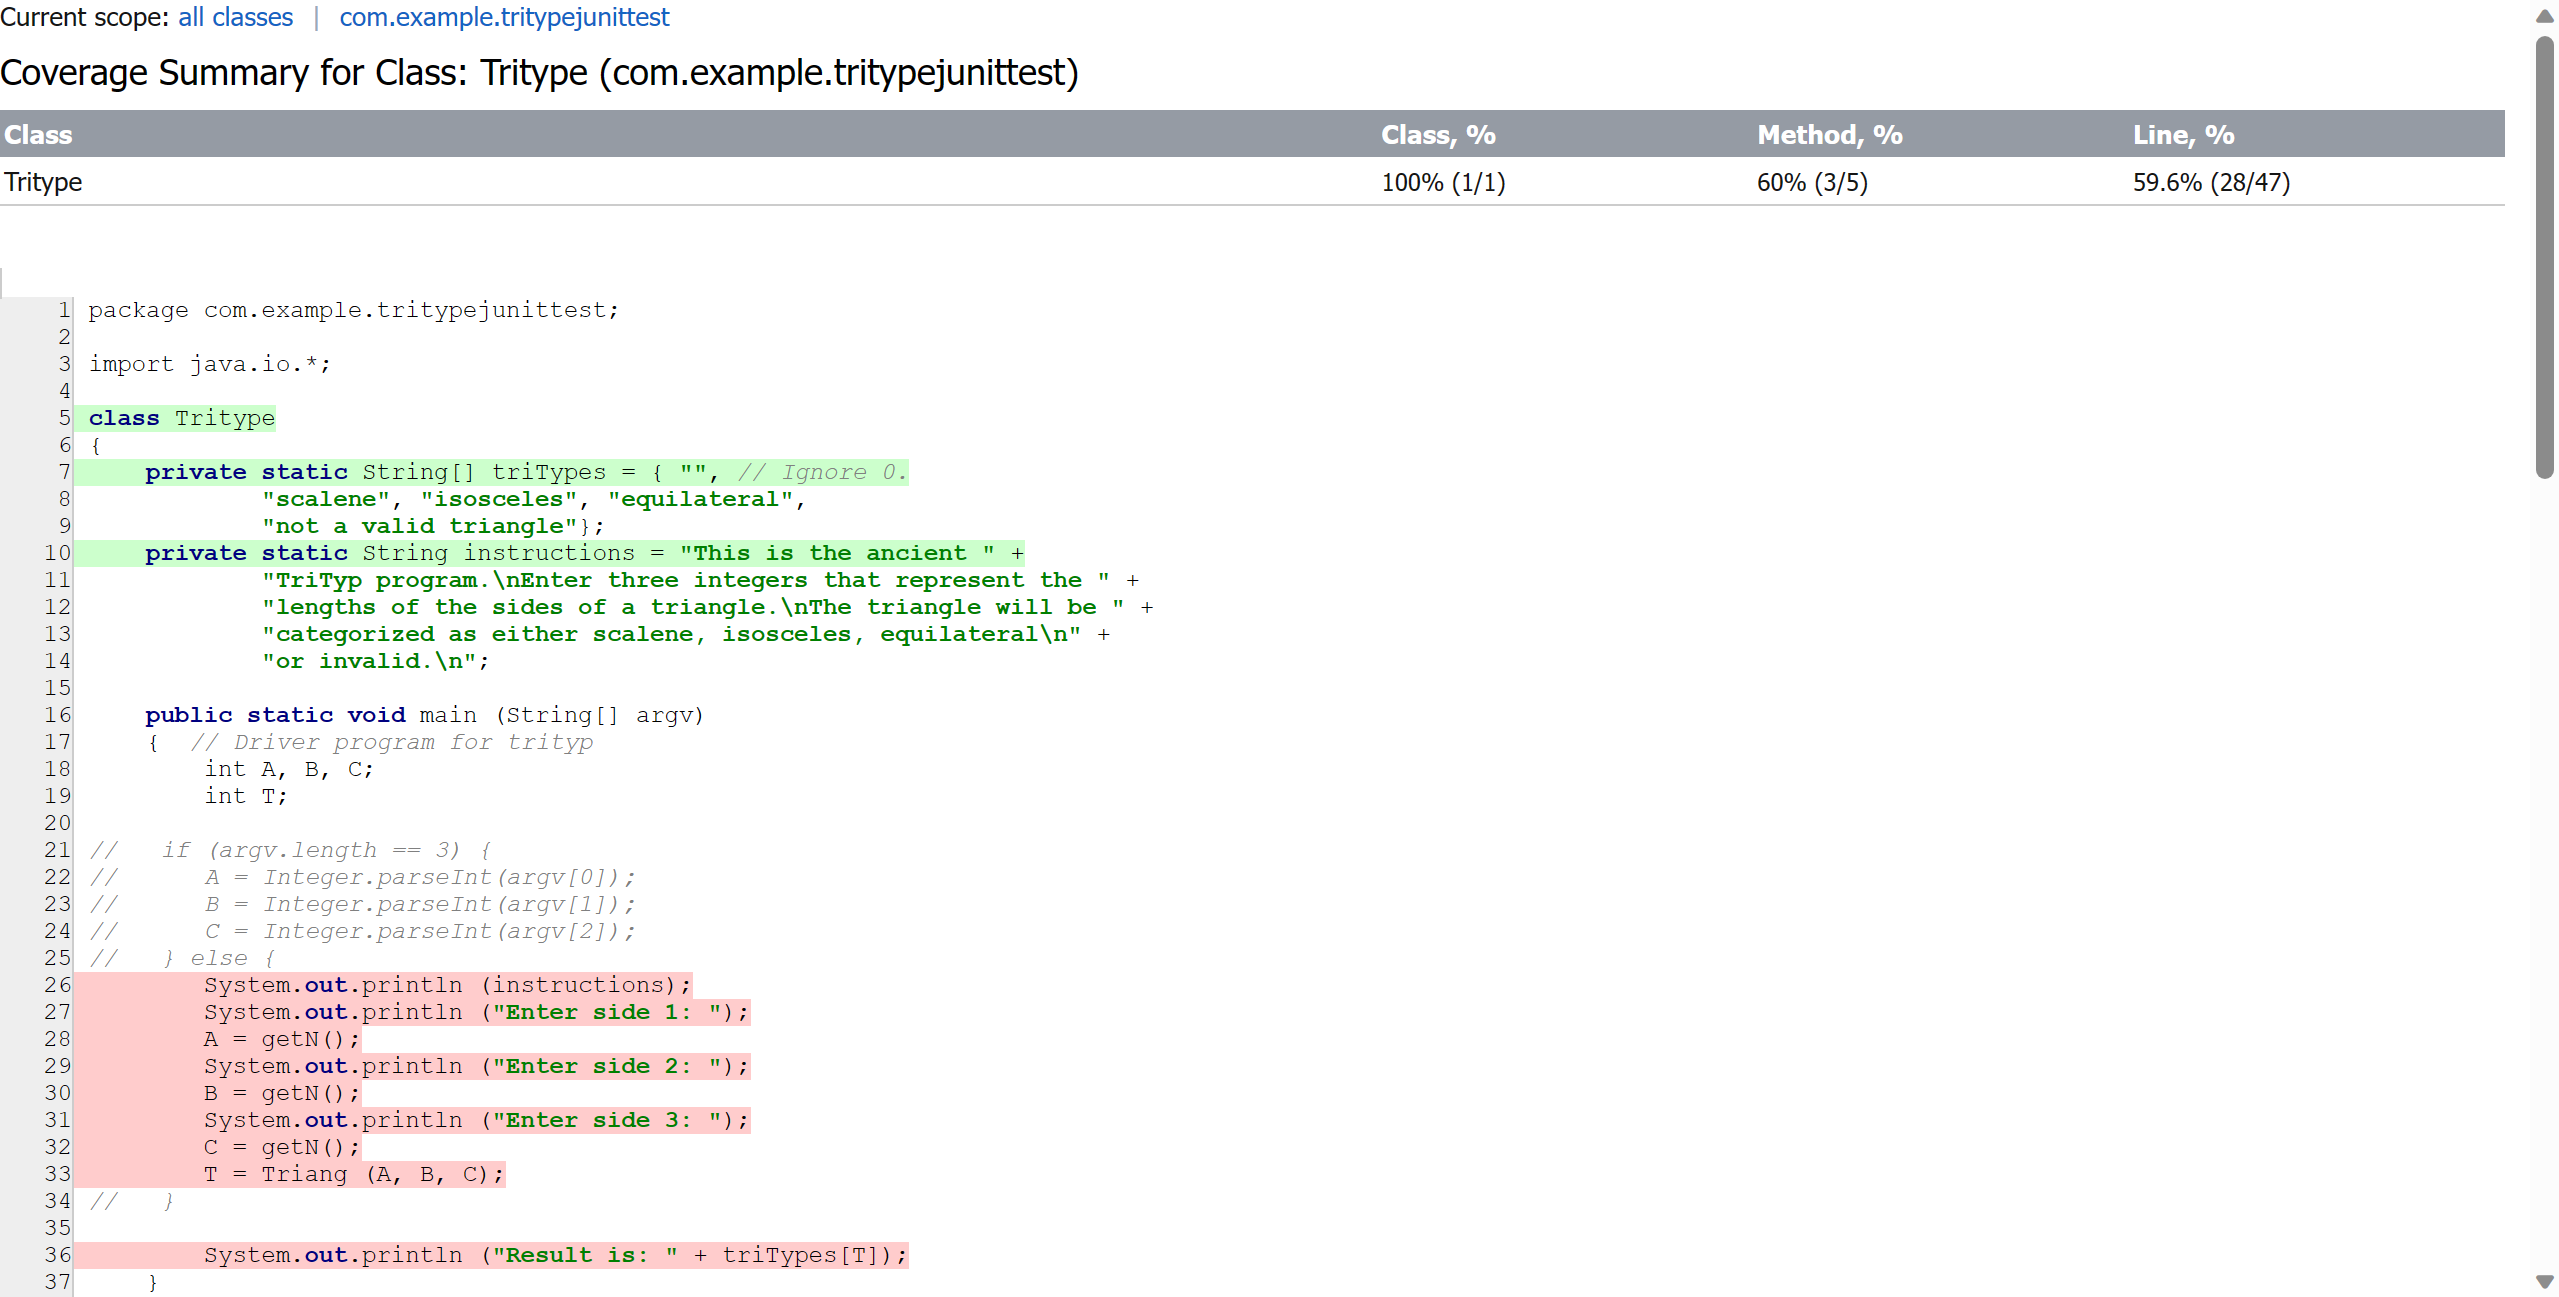 Current scope: all classes | com.example.tritypejunittest
Coverage Summary for Class: Tritype (com.example.tritypejunittest)
Class Class, % Method, % Line, %
Tritype 100% (1/1) 60% (3/5) 59.6% (28/47)
1 package com.example.tritypejunittest;
2
3 import java.io.*;
4
5 class Tritype
6 {
7     private static String[] triTypes = { "", // Ignore 0.
8             "scalene", "isosceles", "equilateral",
9             "not a valid triangle"};
10     private static String instructions = "This is the ancient " +
11             "TriTyp program.\nEnter three integers that represent the " +
12             "lengths of the sides of a triangle.\nThe triangle will be " +
13             "categorized as either scalene, isosceles, equilateral\n" +
14             "or invalid.\n";
15
16     public static void main (String[] argv)
17     {  // Driver program for trityp
18         int A, B, C;
19         int T;
20
21 //   if (argv.length == 3) {
22 //      A = Integer.parseInt(argv[0]);
23 //      B = Integer.parseInt(argv[1]);
24 //      C = Integer.parseInt(argv[2]);
25 //   } else {
26         System.out.println (instructions);
27         System.out.println ("Enter side 1: ");
28         A = getN();
29         System.out.println ("Enter side 2: ");
30         B = getN();
31         System.out.println ("Enter side 3: ");
32         C = getN();
33         T = Triang (A, B, C);
34 //   }
35
36         System.out.println ("Result is: " + triTypes[T]);
37     }